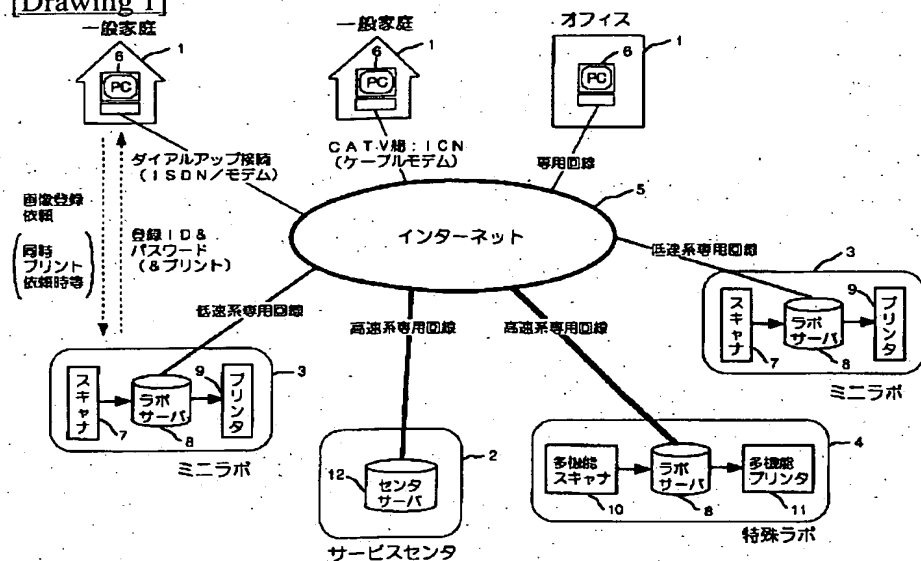 [Drawing 1]
一般家庭
1
6
PC
一般家庭
1
6
PC
オフィス
1
6
PC
ダイアルアップ接続
(ISDN/モデム)
CATV網:ICN
(ケーブルモデム)
専用回線
5
インターネット
画像登録
依頼
同時
プリント
依頼時等
登録ID&
パスワード
(&プリント)
低速系専用回線
高速系専用回線
高速系専用回線
低速系専用回線
3
スキャナ
7
ラボ
サーバ
8
9
プリンタ
ミニラボ
3
スキャナ
7
ラボ
サーバ
8
9
プリンタ
ミニラボ
2
12
センタ
サーバ
サービスセンタ
4
多機能
スキャナ
10
ラボ
サーバ
8
多機能
プリンタ
11
特殊ラボ